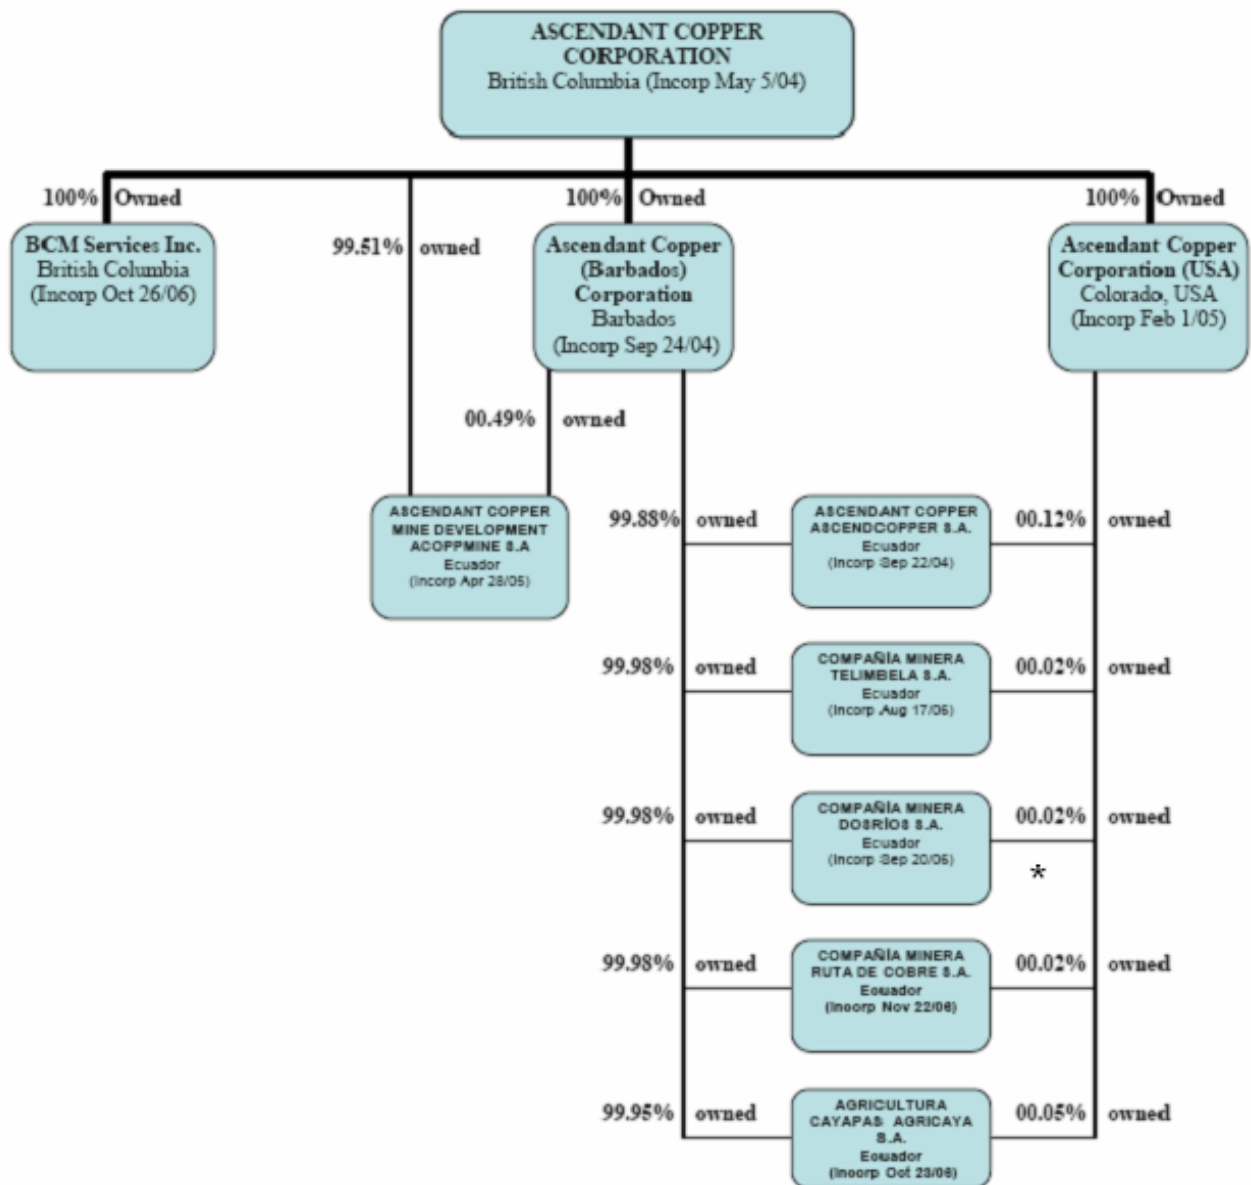 ASCENDANT COPPER
CORPORATION
British Columbia (Incorp May 5/04)
100% Owned
BCM Services Inc.
British Columbia
(Incorp Oct 26/06)
99.51% owned
100% Owned
Ascendant Copper
(Barbados)
Corporation
Barbados
(Incorp Sep 24/04)
100% Owned
Ascendant Copper
Corporation (USA)
Colorado, USA
(Incorp Feb 1/05)
00.49% owned
ASCENDANT COPPER
MINE DEVELOPMENT
ACOPPMINE S.A
Ecuador
(Incorp Apr 28/05)
99.88% owned
ASCENDANT COPPER
ASCENDCOPPER S.A.
Ecuador
(Incorp Sep 22/04)
00.12% owned
99.98% owned
COMPAÑÍA MINERA
TELIMBELA S.A.
Ecuador
(Incorp Aug 17/05)
00.02% owned
99.98% owned
COMPAÑÍA MINERA
DOSRÍOS S.A.
Ecuador
(Incorp Sep 20/05)
00.02% owned
*
99.98% owned
COMPAÑÍA MINERA
RUTA DE COBRE S.A.
Ecuador
(Incorp Nov 22/06)
00.02% owned
99.95% owned
AGRICULTURA
CAYAPAS AGRICAYA
S.A.
Ecuador
(Incorp Oct 23/06)
00.05% owned